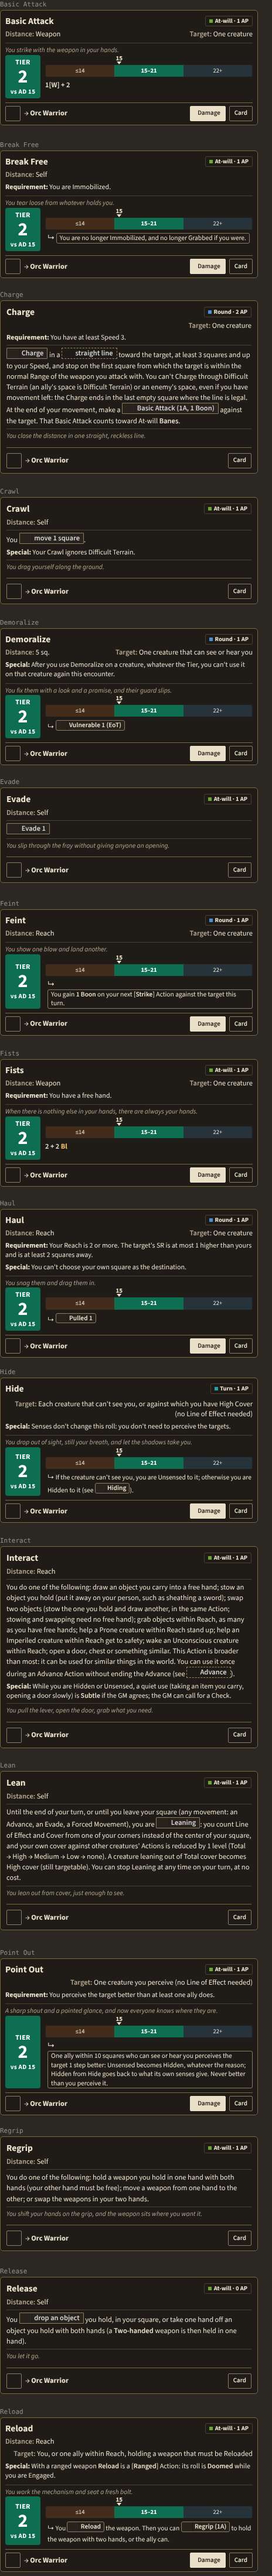 Basic Attack
Basic Attack
At-will · 1 AP
Distance: Weapon
Target: One creature
You strike with the weapon in your hands.
TIER
2
vs AD 15
15
≤14
15–21
22+
1[W] + 2
→ Orc Warrior
Damage
Card
Break Free
Break Free
At-will · 1 AP
Distance: Self
Requirement: You are Immobilized.
You tear loose from whatever holds you.
TIER
2
vs AD 15
15
≤14
15–21
22+
You are no longer Immobilized, and no longer Grabbed if you were.
→ Orc Warrior
Damage
Card
Charge
Charge
Round · 2 AP
Target: One creature
Requirement: You have at least Speed 3.
Charge in a straight line toward the target, at least 3 squares and up
to your Speed, and stop on the first square from which the target is within the
normal Range of the weapon you attack with. You can't Charge through Difficult
Terrain (an ally's space is Difficult Terrain) or an enemy's space, even if you have
movement left: the Charge ends in the last empty square where the line is legal.
At the end of your movement, make a Basic Attack (1A, 1 Boon) against
the target. That Basic Attack counts toward At-will Banes.
You close the distance in one straight, reckless line.
→ Orc Warrior
Card
Crawl
Crawl
At-will · 1 AP
Distance: Self
You move 1 square.
Special: Your Crawl ignores Difficult Terrain.
You drag yourself along the ground.
→ Orc Warrior
Card
Demoralize
Demoralize
Round · 1 AP
Distance: 5 sq.
Target: One creature that can see or hear you
Special: After you use Demoralize on a creature, whatever the Tier, you can't use it
on that creature again this encounter.
You fix them with a look and a promise, and their guard slips.
TIER
2
vs AD 15
15
≤14
15–21
22+
Vulnerable 1 (EoT)
→ Orc Warrior
Damage
Card
Evade
Evade
At-will · 1 AP
Distance: Self
Evade 1
You slip through the fray without giving anyone an opening.
→ Orc Warrior
Card
Feint
Feint
Round · 1 AP
Distance: Reach
Target: One creature
You show one blow and land another.
TIER
2
vs AD 15
15
≤14
15–21
22+
You gain 1 Boon on your next [Strike] Action against the target this
turn.
→ Orc Warrior
Damage
Card
Fists
Fists
At-will · 1 AP
Distance: Weapon
Target: One creature
Requirement: You have a free hand.
When there is nothing else in your hands, there are always your hands.
TIER
2
vs AD 15
15
≤14
15–21
22+
2 + 2 Bl
→ Orc Warrior
Damage
Card
Haul
Haul
Round · 1 AP
Distance: Reach
Target: One creature
Requirement: Your Reach is 2 or more. The target's SR is at most 1 higher than yours
and is at least 2 squares away.
Special: You can't choose your own square as the destination.
You snag them and drag them in.
TIER
2
vs AD 15
15
≤14
15–21
22+
Pulled 1
→ Orc Warrior
Damage
Card
Hide
Hide
Turn · 1 AP
Target: Each creature that can't see you, or against which you have High Cover
(no Line of Effect needed)
Special: Senses don't change this roll: you don't need to perceive the targets.
You drop out of sight, still your breath, and let the shadows take you.
TIER
2
vs AD 15
15
≤14
15–21
22+
If the creature can't see you, you are Unsensed to it; otherwise you are
Hidden to it (see Hiding).
→ Orc Warrior
Damage
Card
Interact
Interact
At-will · 1 AP
Distance: Reach
You do one of the following: draw an object you carry into a free hand; stow an
object you hold (put it away on your person, such as sheathing a sword); swap
two objects (stow the one you hold and draw another, in the same Action;
stowing and swapping need no free hand); grab objects within Reach, as many
as you have free hands; help a Prone creature within Reach stand up; help an
Imperiled creature within Reach get to safety; wake an Unconscious creature
within Reach; open a door, chest or something similar. This Action is broader
than most: it can be used for similar things in the world. You can use it once
during an Advance Action without ending the Advance (see Advance).
Special: While you are Hidden or Unsensed, a quiet use (taking an item you carry,
opening a door slowly) is Subtle if the GM agrees; the GM can call for a Check.
You pull the lever, open the door, grab what you need.
→ Orc Warrior
Card
Lean
Lean
At-will · 1 AP
Distance: Self
Until the end of your turn, or until you leave your square (any movement: an
Advance, an Evade, a Forced Movement), you are Leaning: you count Line
of Effect and Cover from one of your corners instead of the center of your square,
and your own cover against other creatures' Actions is reduced by 1 level (Total
→ High → Medium → Low → none). A creature leaning out of Total cover becomes
High cover (still targetable). You can stop Leaning at any time on your turn, at no
cost.
You lean out from cover, just enough to see.
→ Orc Warrior
Card
Point Out
Point Out
At-will · 1 AP
Target: One creature you perceive (no Line of Effect needed)
Requirement: You perceive the target better than at least one ally does.
A sharp shout and a pointed glance, and now everyone knows where they are.
TIER
2
vs AD 15
15
≤14
15–21
22+
One ally within 10 squares who can see or hear you perceives the
target 1 step better: Unsensed becomes Hidden, whatever the reason;
Hidden from Hide goes back to what its own senses give. Never better
than you perceive it.
→ Orc Warrior
Damage
Card
Regrip
Regrip
At-will · 1 AP
Distance: Self
You do one of the following: hold a weapon you hold in one hand with both
hands (your other hand must be free); move a weapon from one hand to the
other; or swap the weapons in your two hands.
You shift your hands on the grip, and the weapon sits where you want it.
→ Orc Warrior
Card
Release
Release
At-will · 0 AP
Distance: Self
You drop an object you hold, in your square, or take one hand off an
object you hold with both hands (a Two-handed weapon is then held in one
hand).
You let it go.
→ Orc Warrior
Card
Reload
Reload
At-will · 1 AP
Distance: Reach
Target: You, or one ally within Reach, holding a weapon that must be Reloaded
Special: With a ranged weapon Reload is a [Ranged] Action: its roll is Doomed while
you are Engaged.
You work the mechanism and seat a fresh bolt.
TIER
2
vs AD 15
15
≤14
15–21
22+
You Reload the weapon. Then you can Regrip (1A) to hold
the weapon with two hands, or the ally can.
→ Orc Warrior
Damage
Card